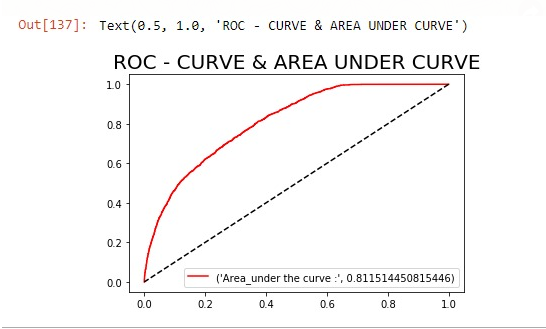 Out[137]: Text(0.5, 1.0, 'ROC - CURVE & AREA UNDER CURVE')
ROC - CURVE & AREA UNDER CURVE
1.0
0.8
0.6
0.4
0.2
0.0
('Area_under the curve :', 0.811514450815446)
0.0 0.2 0.4 0.6 0.8 1.0